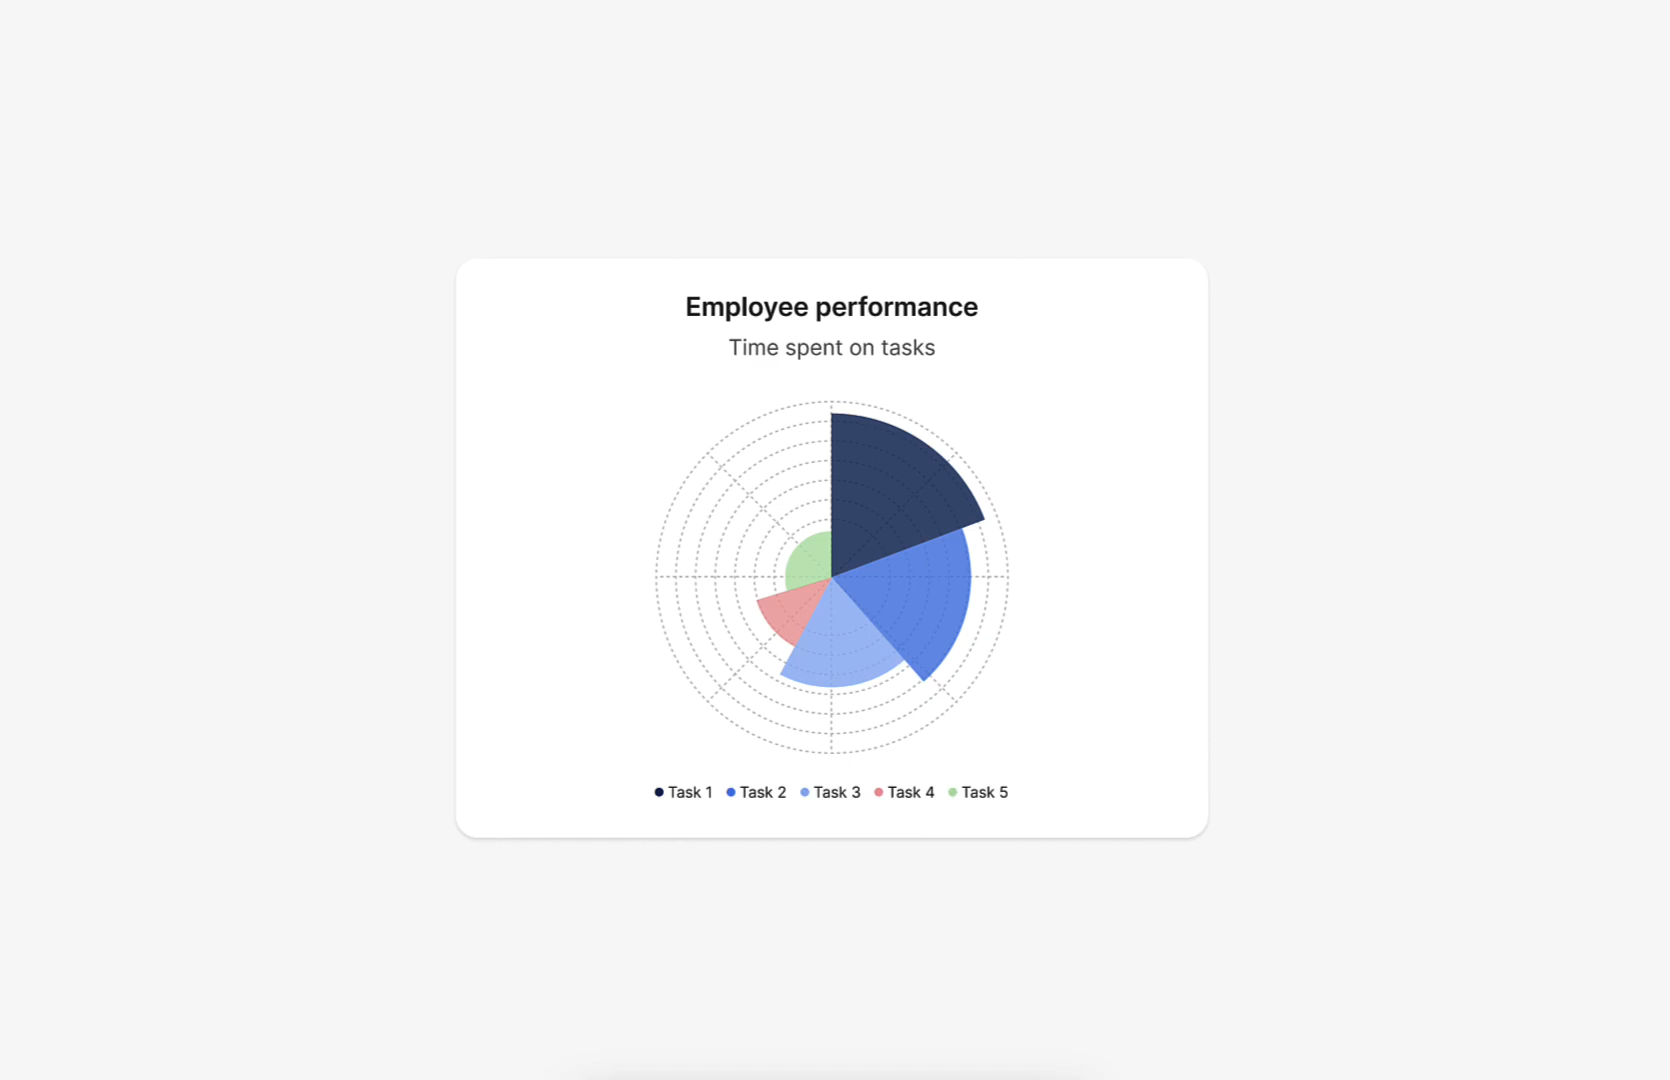 Employee performance
Time spent on tasks
Task 1 Task 2 Task 3 Task 4 Task 5